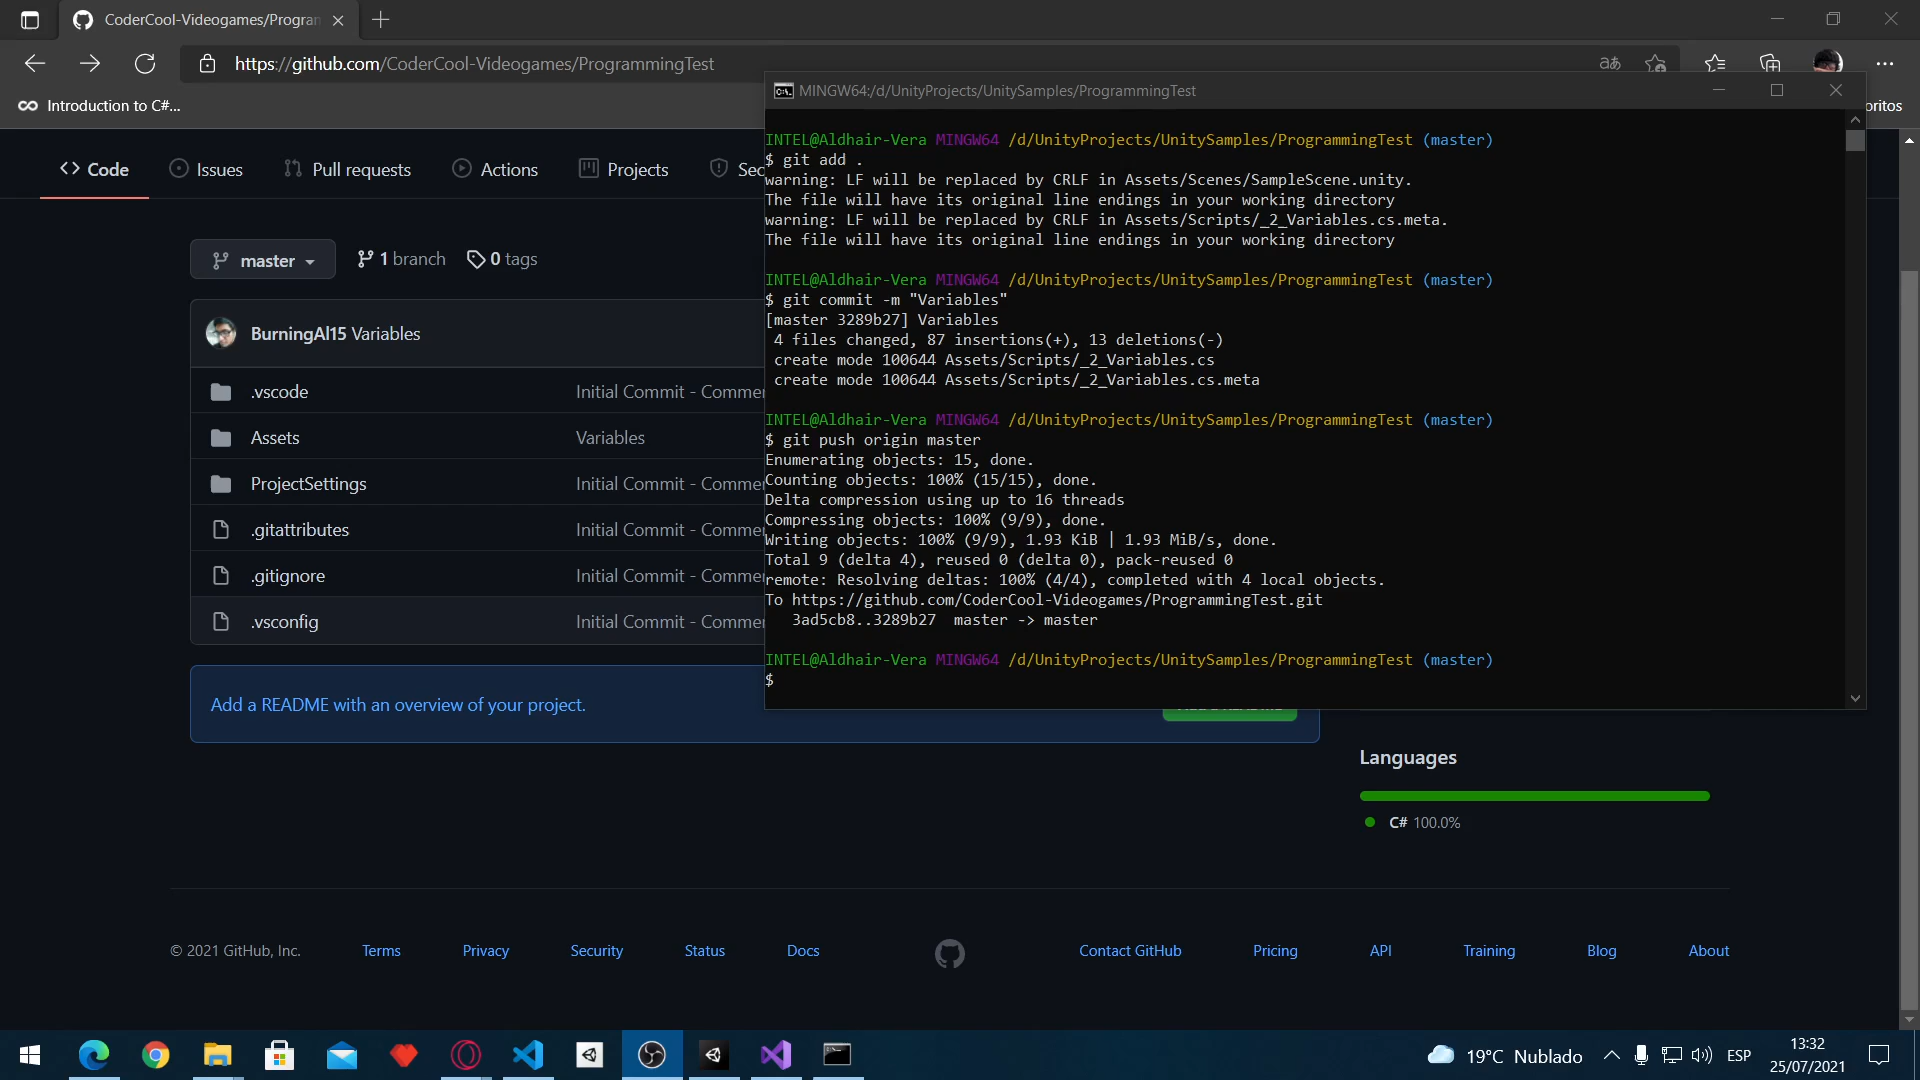 CoderCool-Videogames/Progran
https://github.com/CoderCool-Videogames/ProgrammingTest
Introduction to C#...
oritos
Code
Issues
Pull requests
Actions
Projects
Sec
master
1 branch
0 tags
BurningAl15 Variables
.vscode
Initial Commit - Comme
Assets
Variables
ProjectSettings
Initial Commit - Comme
.gitattributes
Initial Commit - Comme
.gitignore
Initial Commit - Comme
.vsconfig
Initial Commit - Comme
Add a README with an overview of your project.
MINGW64:/d/UnityProjects/UnitySamples/ProgrammingTest
INTEL@Aldhair-Vera MINGW64 /d/UnityProjects/UnitySamples/ProgrammingTest (master)
$ git add .
warning: LF will be replaced by CRLF in Assets/Scenes/SampleScene.unity.
The file will have its original line endings in your working directory
warning: LF will be replaced by CRLF in Assets/Scripts/_2_Variables.cs.meta.
The file will have its original line endings in your working directory
INTEL@Aldhair-Vera MINGW64 /d/UnityProjects/UnitySamples/ProgrammingTest (master)
$ git commit -m "Variables"
[master 3289b27] Variables
4 files changed, 87 insertions(+), 13 deletions(-)
create mode 100644 Assets/Scripts/_2_Variables.cs
create mode 100644 Assets/Scripts/_2_Variables.cs.meta
INTEL@Aldhair-Vera MINGW64 /d/UnityProjects/UnitySamples/ProgrammingTest (master)
$ git push origin master
Enumerating objects: 15, done.
Counting objects: 100% (15/15), done.
Delta compression using up to 16 threads
Compressing objects: 100% (9/9), done.
Writing objects: 100% (9/9), 1.93 KiB | 1.93 MiB/s, done.
Total 9 (delta 4), reused 0 (delta 0), pack-reused 0
remote: Resolving deltas: 100% (4/4), completed with 4 local objects.
To https://github.com/CoderCool-Videogames/ProgrammingTest.git
3ad5cb8..3289b27  master -> master
INTEL@Aldhair-Vera MINGW64 /d/UnityProjects/UnitySamples/ProgrammingTest (master)
$
Languages
C# 100.0%
© 2021 GitHub, Inc.
Terms
Privacy
Security
Status
Docs
Contact GitHub
Pricing
API
Training
Blog
About
19°C Nublado
ESP
13:32
25/07/2021